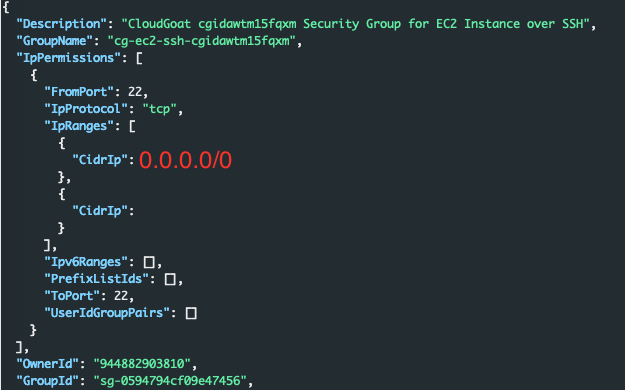 {
"Description": "CloudGoat cgidawtm15fqxm Security Group for EC2 Instance over SSH",
"GroupName": "cg-ec2-ssh-cgidawtm15fqxm",
"IpPermissions": [
{
"FromPort": 22,
"IpProtocol": "tcp",
"IpRanges": [
{
"CidrIp": 0.0.0.0/0
},
{
"CidrIp":
}
],
"Ipv6Ranges": [],
"PrefixListIds": [],
"ToPort": 22,
"UserIdGroupPairs": []
}
],
"OwnerId": "944882903810",
"GroupId": "sg-0594794cf09e47456",